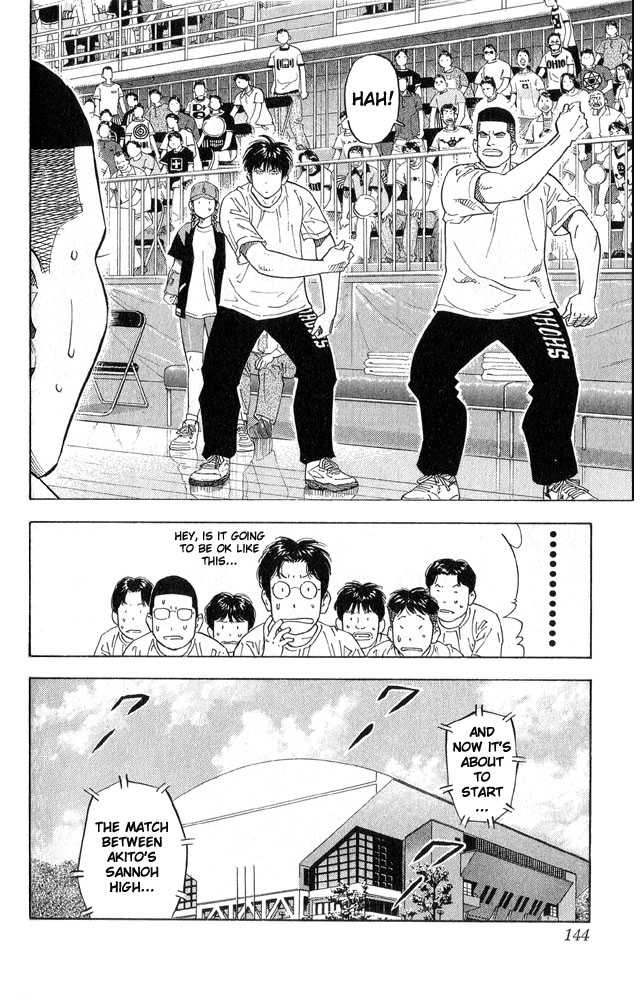 HAH!
OHIO
SHOHOKU
HEY, IS IT GOING
TO BE OK LIKE
THIS...
AND
NOW IT'S
ABOUT
TO
START
...
THE MATCH
BETWEEN
AKITO'S
SANNOH
HIGH...
144